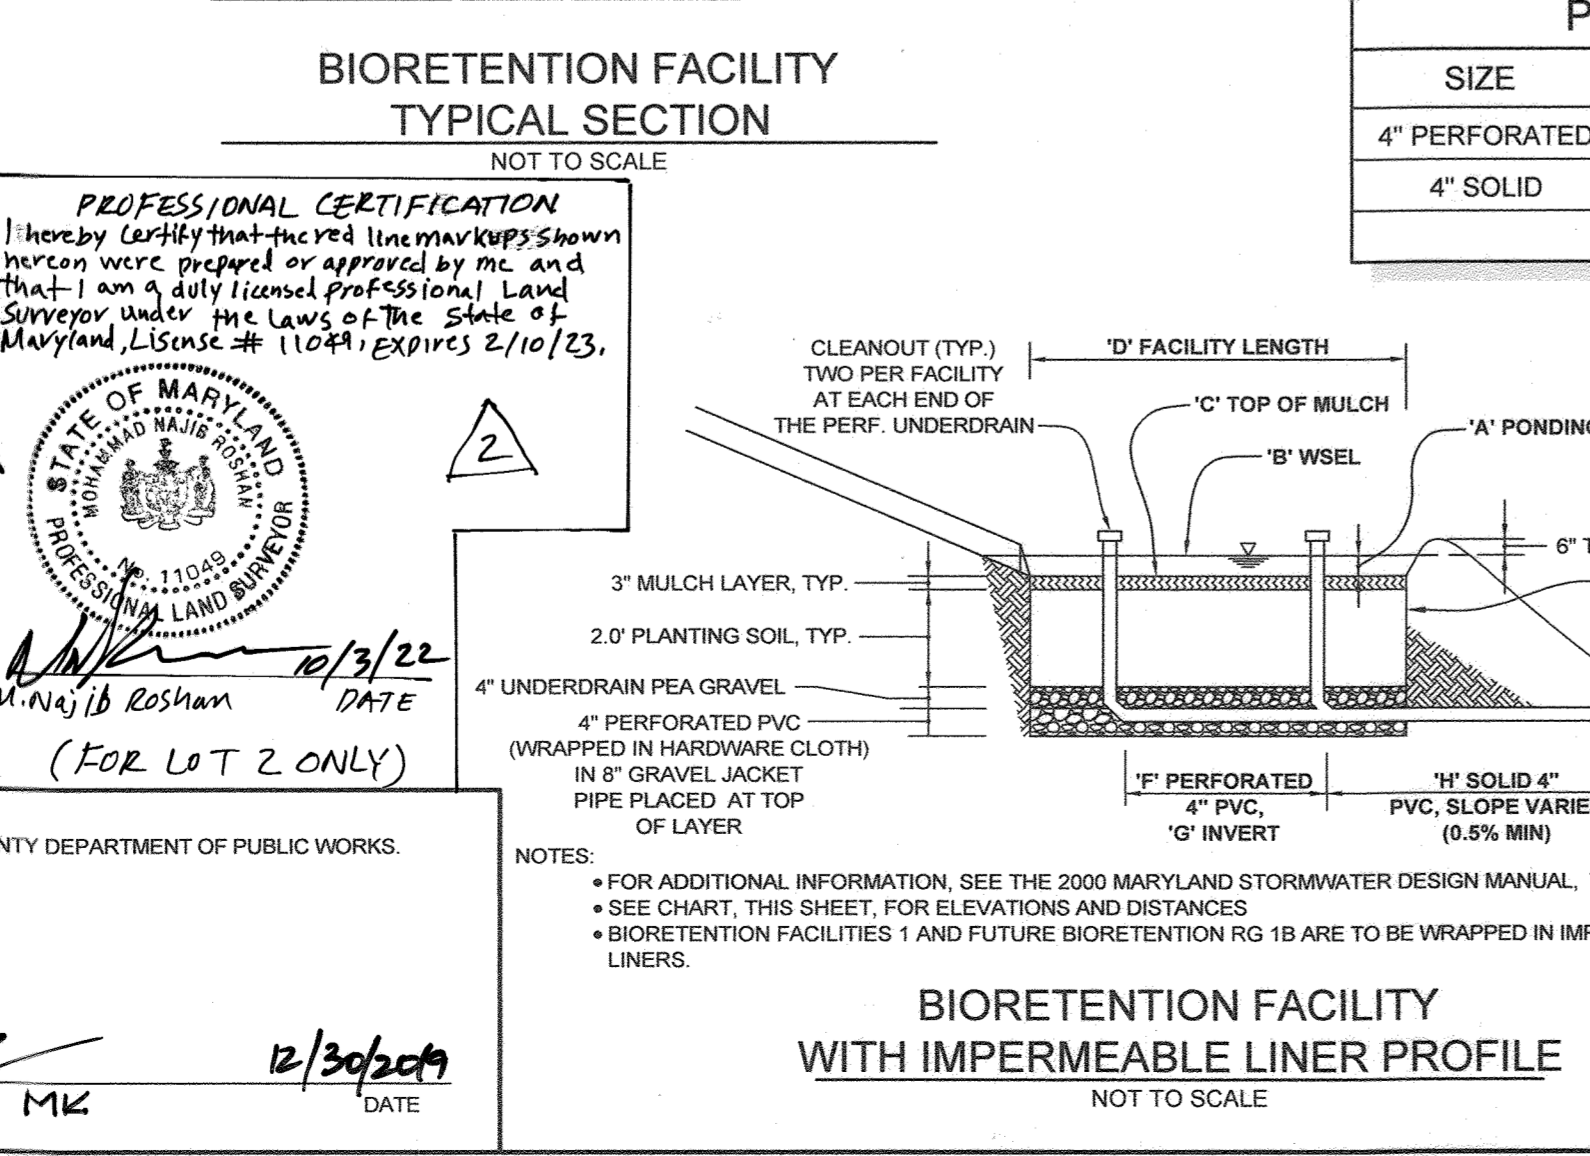 BIORETENTION FACILITY
TYPICAL SECTION
NOT TO SCALE
P
SIZE
4" PERFORATED
4" SOLID
PROFESSIONAL CERTIFICATION
I hereby certify that the red line markups shown
hereon were prepared or approved by me and
that I am a duly licensed professional Land
Surveyor under the laws of the State of
Maryland, Lisense # 11049, Expires 2/10/23.
STATE OF MARYLAND
MOHAMMAD NAJIB ROSHAN
No. 11049
PROFESSIONAL LAND SURVEYOR
2
10/3/22
M. Najib Roshan DATE
(FOR LOT 2 ONLY)
NTY DEPARTMENT OF PUBLIC WORKS.
12/30/2019
MK
DATE
CLEANOUT (TYP.)
TWO PER FACILITY
AT EACH END OF
THE PERF. UNDERDRAIN
'D' FACILITY LENGTH
'C' TOP OF MULCH
'A' PONDING
'B' WSEL
6" T
3" MULCH LAYER, TYP.
2.0' PLANTING SOIL, TYP.
4" UNDERDRAIN PEA GRAVEL
4" PERFORATED PVC
(WRAPPED IN HARDWARE CLOTH)
IN 8" GRAVEL JACKET
PIPE PLACED AT TOP
OF LAYER
'F' PERFORATED
4" PVC,
'G' INVERT
'H' SOLID 4"
PVC, SLOPE VARIE
(0.5% MIN)
NOTES:
• FOR ADDITIONAL INFORMATION, SEE THE 2000 MARYLAND STORMWATER DESIGN MANUAL,
• SEE CHART, THIS SHEET, FOR ELEVATIONS AND DISTANCES
• BIORETENTION FACILITIES 1 AND FUTURE BIORETENTION RG 1B ARE TO BE WRAPPED IN IMP
LINERS.
BIORETENTION FACILITY
WITH IMPERMEABLE LINER PROFILE
NOT TO SCALE